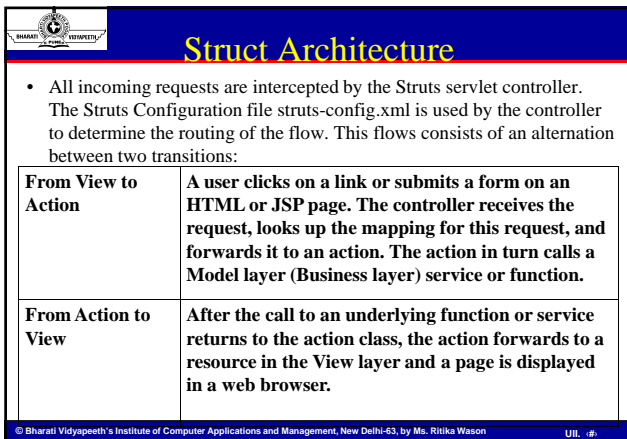 BHARATI VIDYAPEETH
PUNE
Struct Architecture
• All incoming requests are intercepted by the Struts servlet controller.
The Struts Configuration file struts-config.xml is used by the controller
to determine the routing of the flow. This flows consists of an alternation
between two transitions:
From View to
Action
A user clicks on a link or submits a form on an
HTML or JSP page. The controller receives the
request, looks up the mapping for this request, and
forwards it to an action. The action in turn calls a
Model layer (Business layer) service or function.
From Action to
View
After the call to an underlying function or service
returns to the action class, the action forwards to a
resource in the View layer and a page is displayed
in a web browser.
© Bharati Vidyapeeth's Institute of Computer Applications and Management, New Delhi-63, by Ms. Ritika Wason
UII. ‹#›